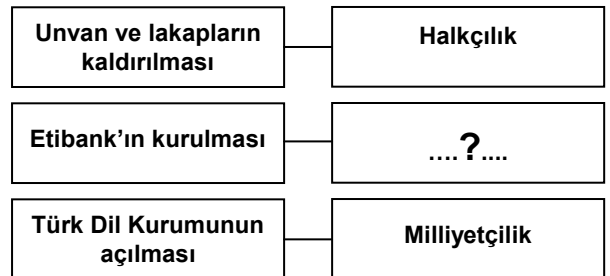 Unvan ve lakapların
kaldırılması
Halkçılık
Etibank’ın kurulması
....?....
Türk Dil Kurumunun
açılması
Milliyetçilik